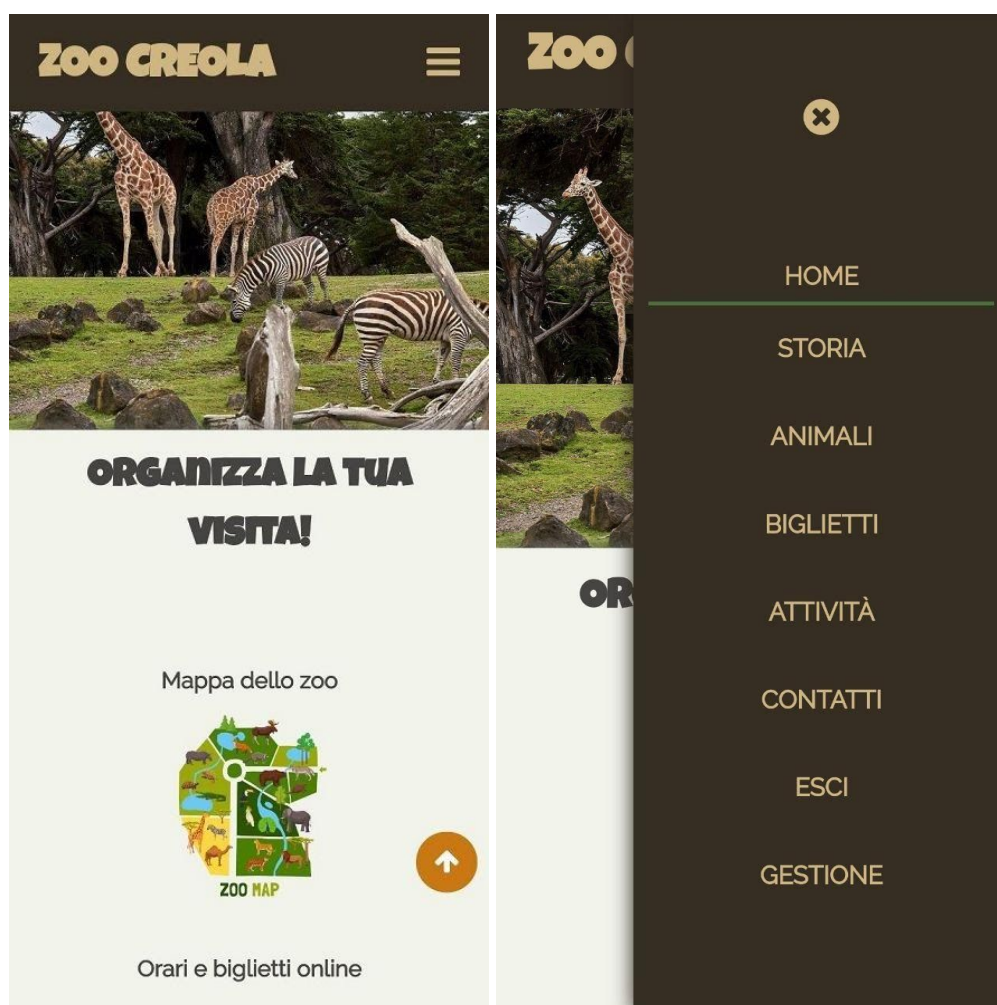 ZOO CREOLA
ORGANIZZA LA TUA
VISITA!
Mappa dello zoo
ZOO MAP
Orari e biglietti online
ZOO
OR
HOME
STORIA
ANIMALI
BIGLIETTI
ATTIVITÀ
CONTATTI
ESCI
GESTIONE